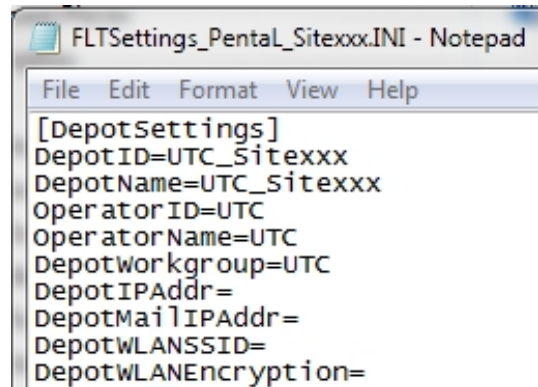 FLTSettings_PentaL_Sitexxx.INI - Notepad
File Edit Format View Help
[DepotSettings]
DepotID=UTC_Sitexxx
DepotName=UTC_Sitexxx
OperatorID=UTC
OperatorName=UTC
DepotWorkgroup=UTC
DepotIPAddr=
DepotMailIPAddr=
DepotWLANSSID=
DepotWLANEncryption=